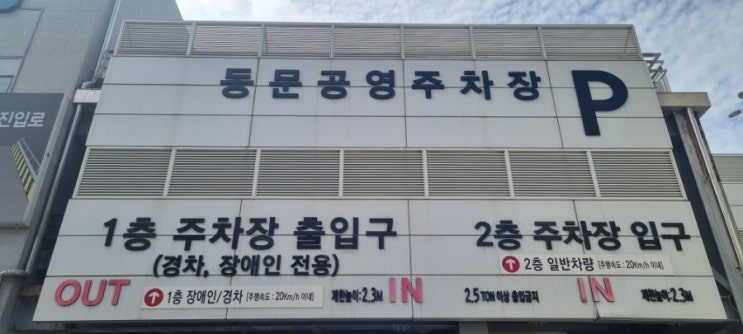 동문공영주차장 P
진입로
1층 주차장 출입구
(경차, 장애인 전용)
2층 주차장 입구
2층 일반차량 [주행속도 : 20Km/h 이내]
OUT 1층 장애인/경차 [주행속도 : 20Km/h 이내] 제한높이:2.3M IN 2.5TON 이상 출입금지 IN 제한높이:2.3M